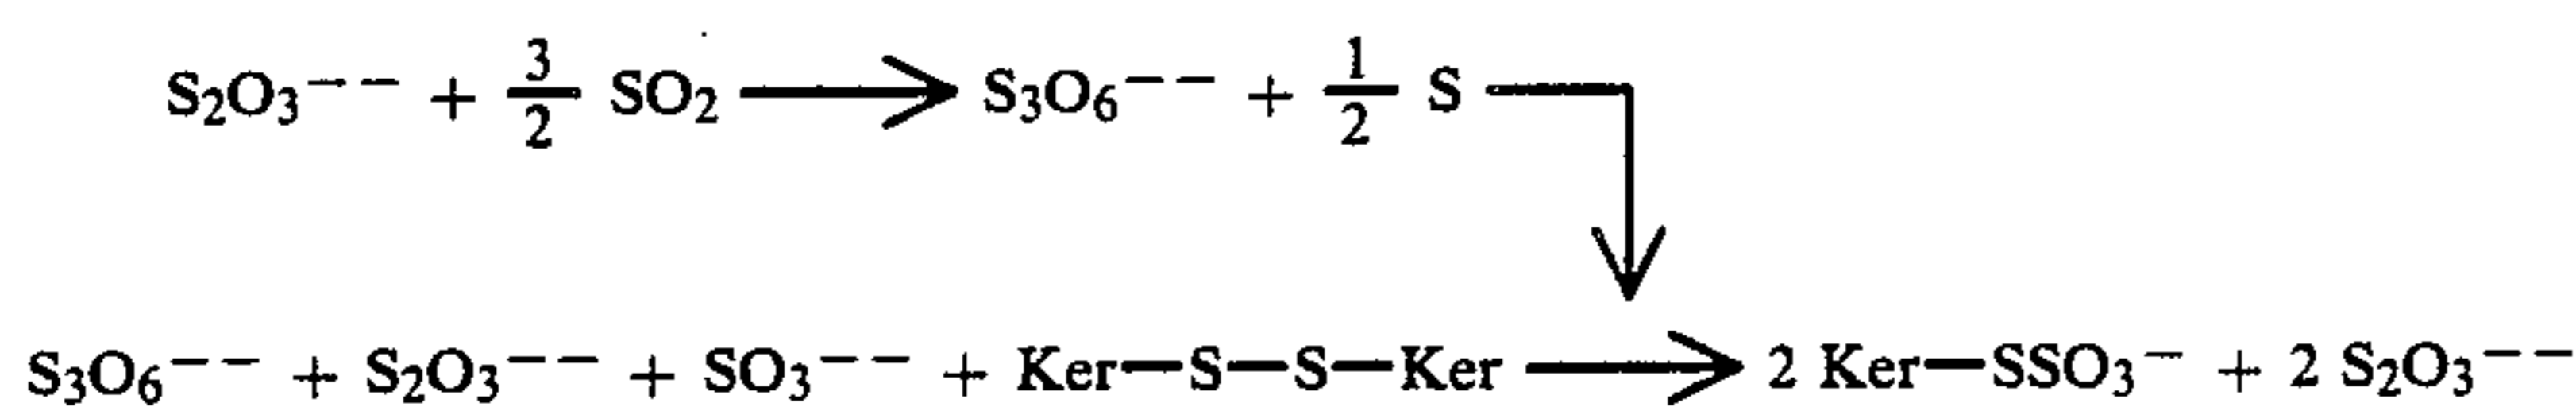 S₂O₃⁻⁻ + 3/2 SO₂ ⟶ S₃O₆⁻⁻ + 1/2 S
S₃O₆⁻⁻ + S₂O₃⁻⁻ + SO₃⁻⁻ + Ker—S—S—Ker ⟶ 2 Ker—SSO₃⁻ + 2 S₂O₃⁻⁻